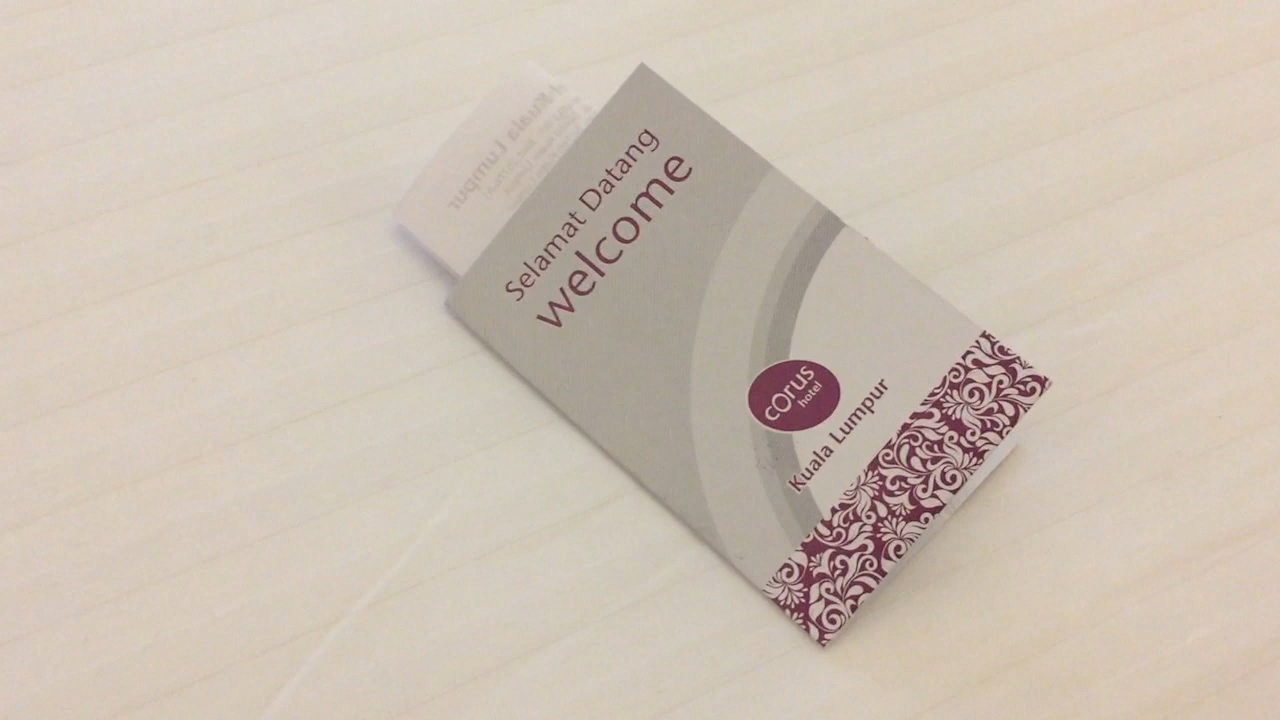 Selamat Datang
welcome
corus
hotel
Kuala Lumpur
Kuala Lumpur